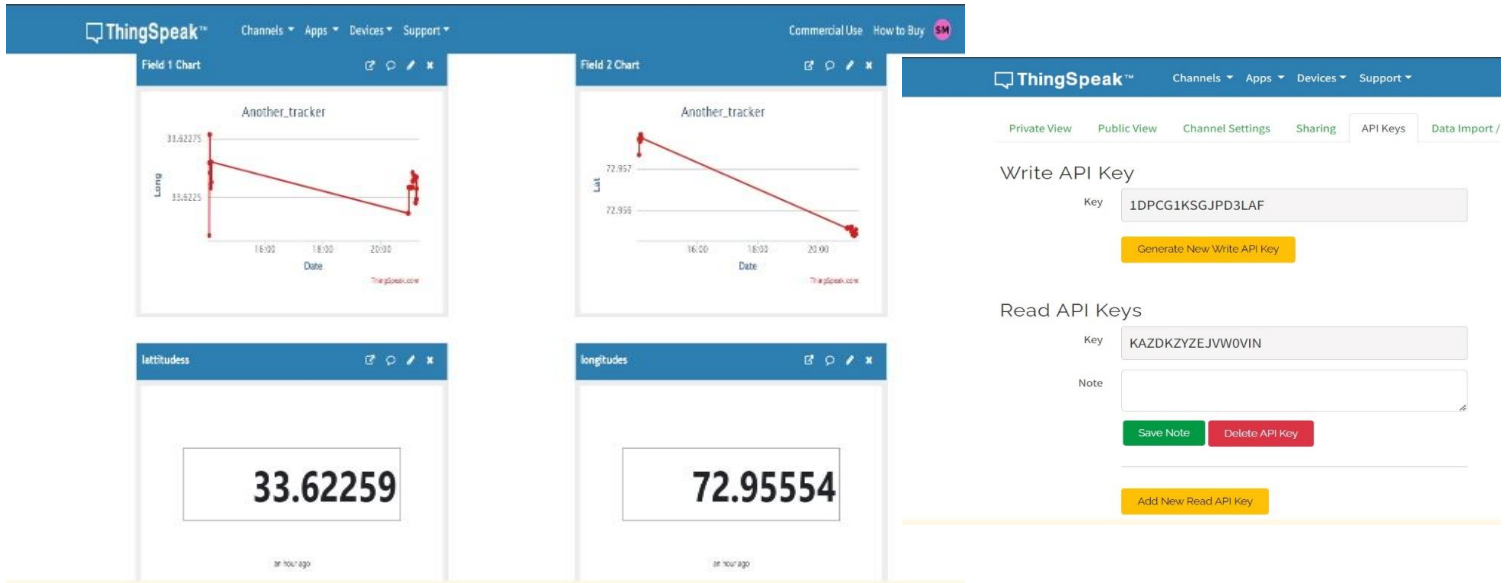 ThingSpeak™ Channels Apps Devices Support Commercial Use How to Buy SM
Field 1 Chart
Another_tracker
Long
33.62275
33.6225
16:00 18:00 20:00
Date
ThingSpeak.com
Field 2 Chart
Another_tracker
Lat
72.957
72.956
16:00 18:00 20:00
Date
ThingSpeak.com
lattitudess
33.62259
an hour ago
longitudes
72.95554
an hour ago
ThingSpeak™ Channels Apps Devices Support
Private View Public View Channel Settings Sharing API Keys Data Import /
Write API Key
Key 1DPCG1KSGJPD3LAF
Generate New Write API Key
Read API Keys
Key KAZDKZYZEJVW0VIN
Note
Save Note Delete API Key
Add New Read API Key